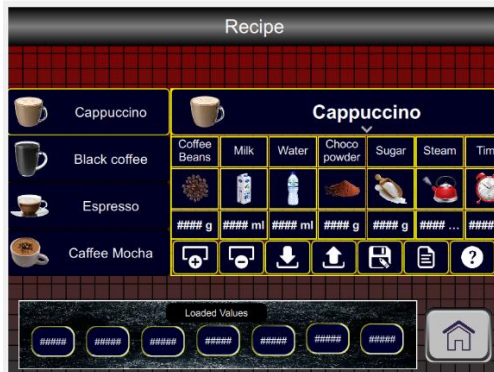 Recipe
Cappuccino
Cappuccino
Black coffee
Espresso
Caffee Mocha
Coffee Beans Milk Water Choco powder Sugar Steam Tim
#### g #### ml #### ml #### g #### g #### ... ####
?
Loaded Values
##### ##### ##### ##### ##### ##### #####